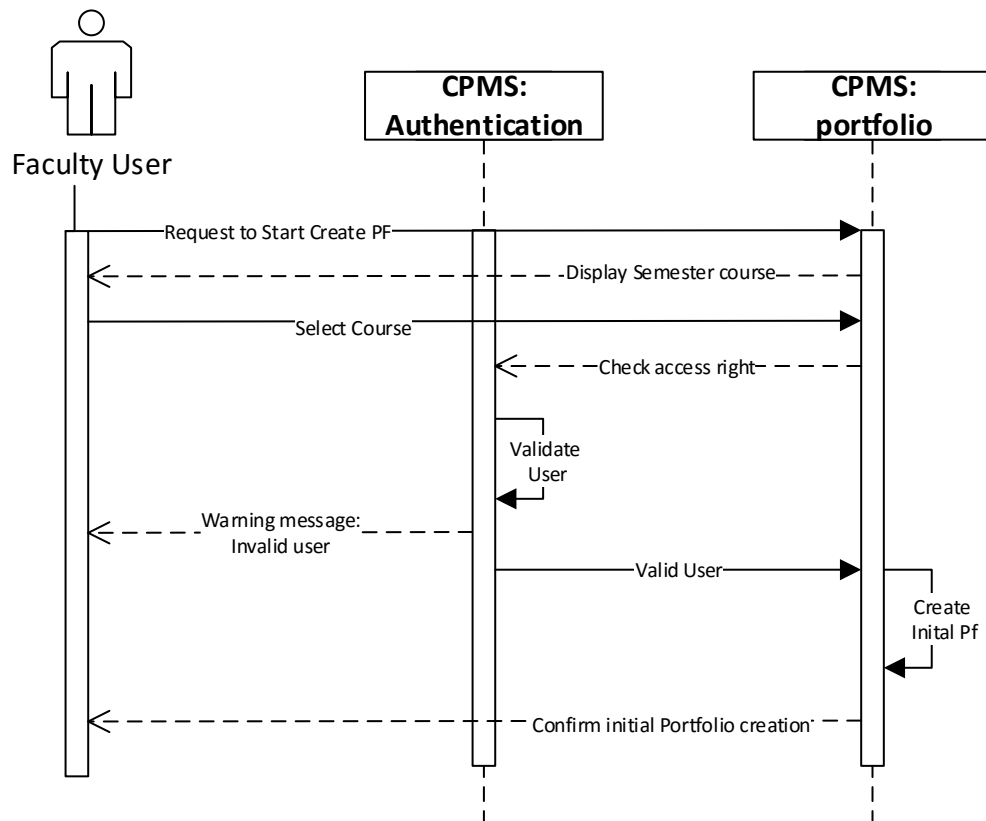 CPMS:
Authentication
CPMS:
portfolio
Faculty User
Request to Start Create PF
Display Semester course
Select Course
Check access right
Validate
User
Warning message:
Invalid user
Valid User
Create
Inital Pf
Confirm initial Portfolio creation